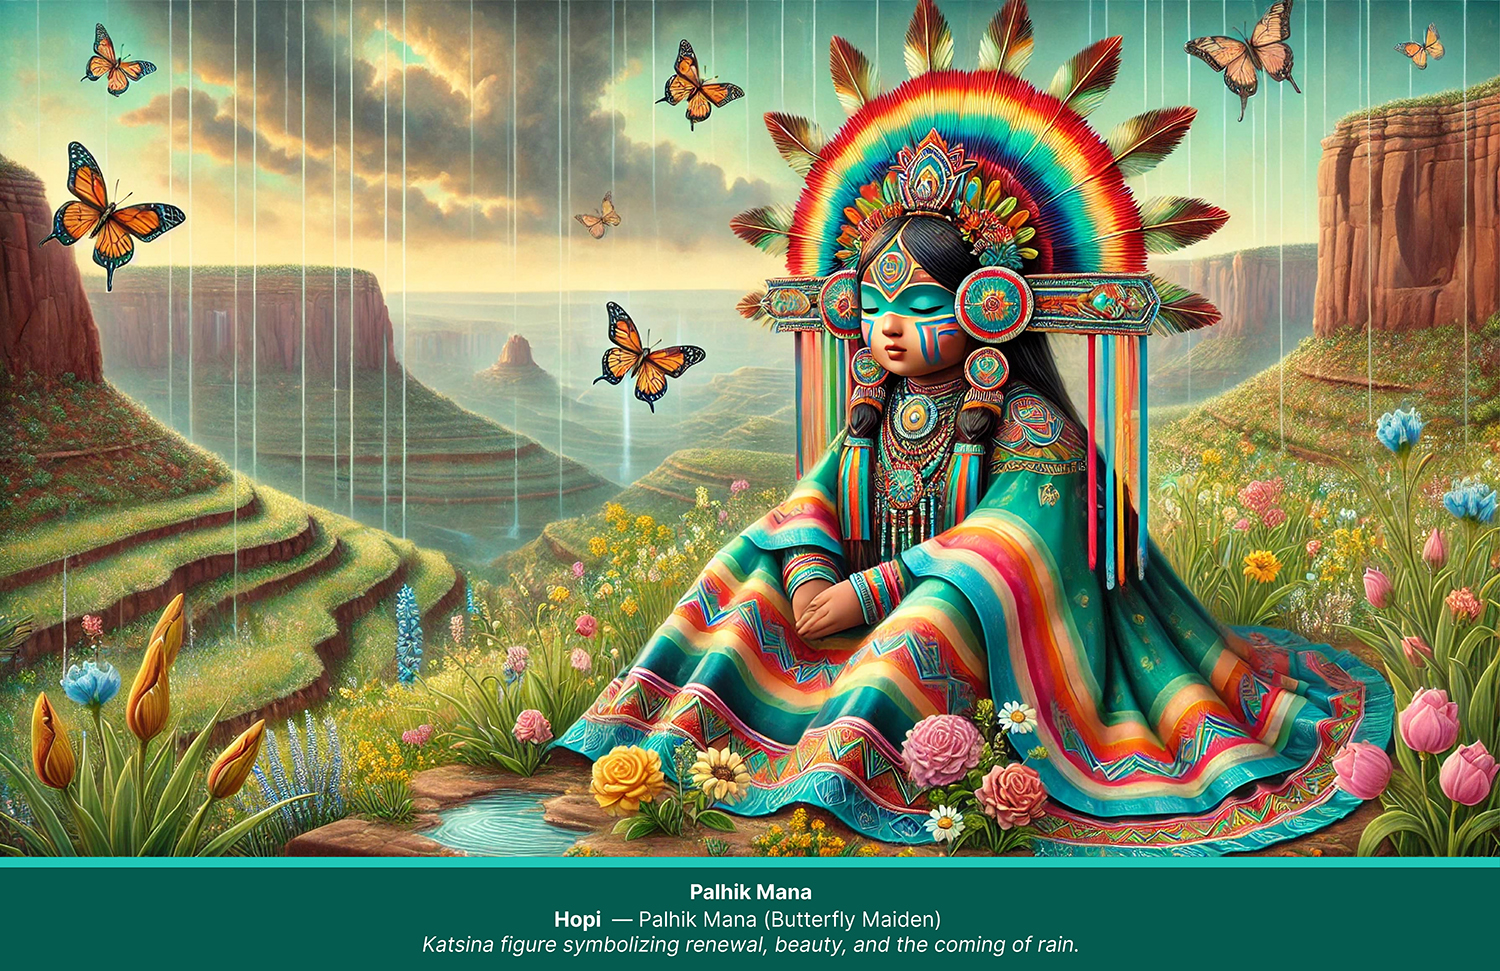 Palhik Mana
Hopi — Palhik Mana (Butterfly Maiden)
Katsina figure symbolizing renewal, beauty, and the coming of rain.